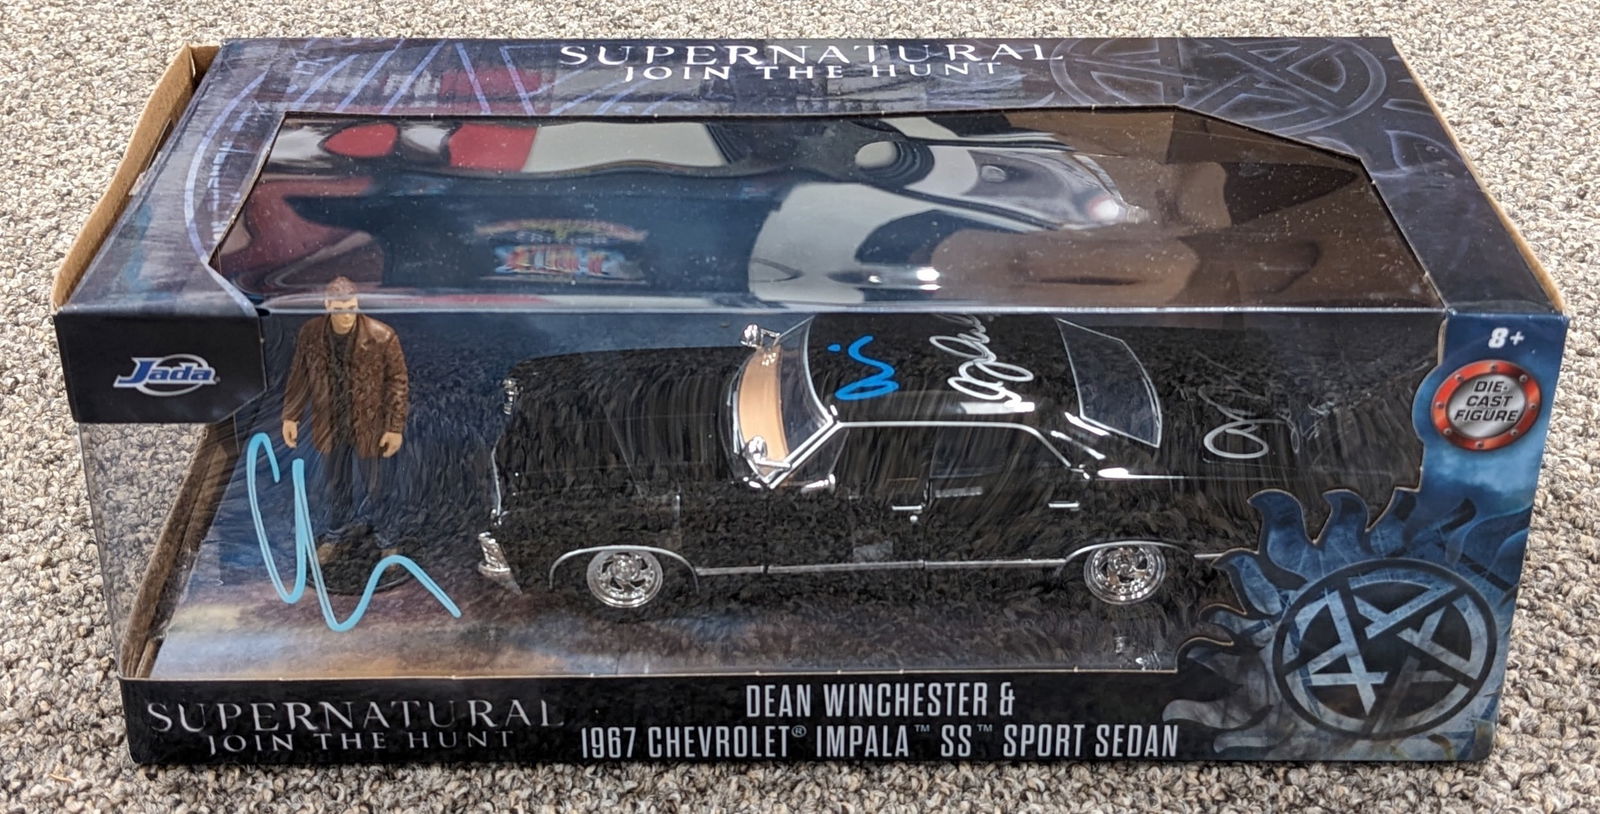 SUPERNATURAL
JOIN THE HUNT
Jada
8+
DIE-
CAST
FIGURE
SUPERNATURAL
JOIN THE HUNT
DEAN WINCHESTER &
1967 CHEVROLET® IMPALA™ SS™ SPORT SEDAN